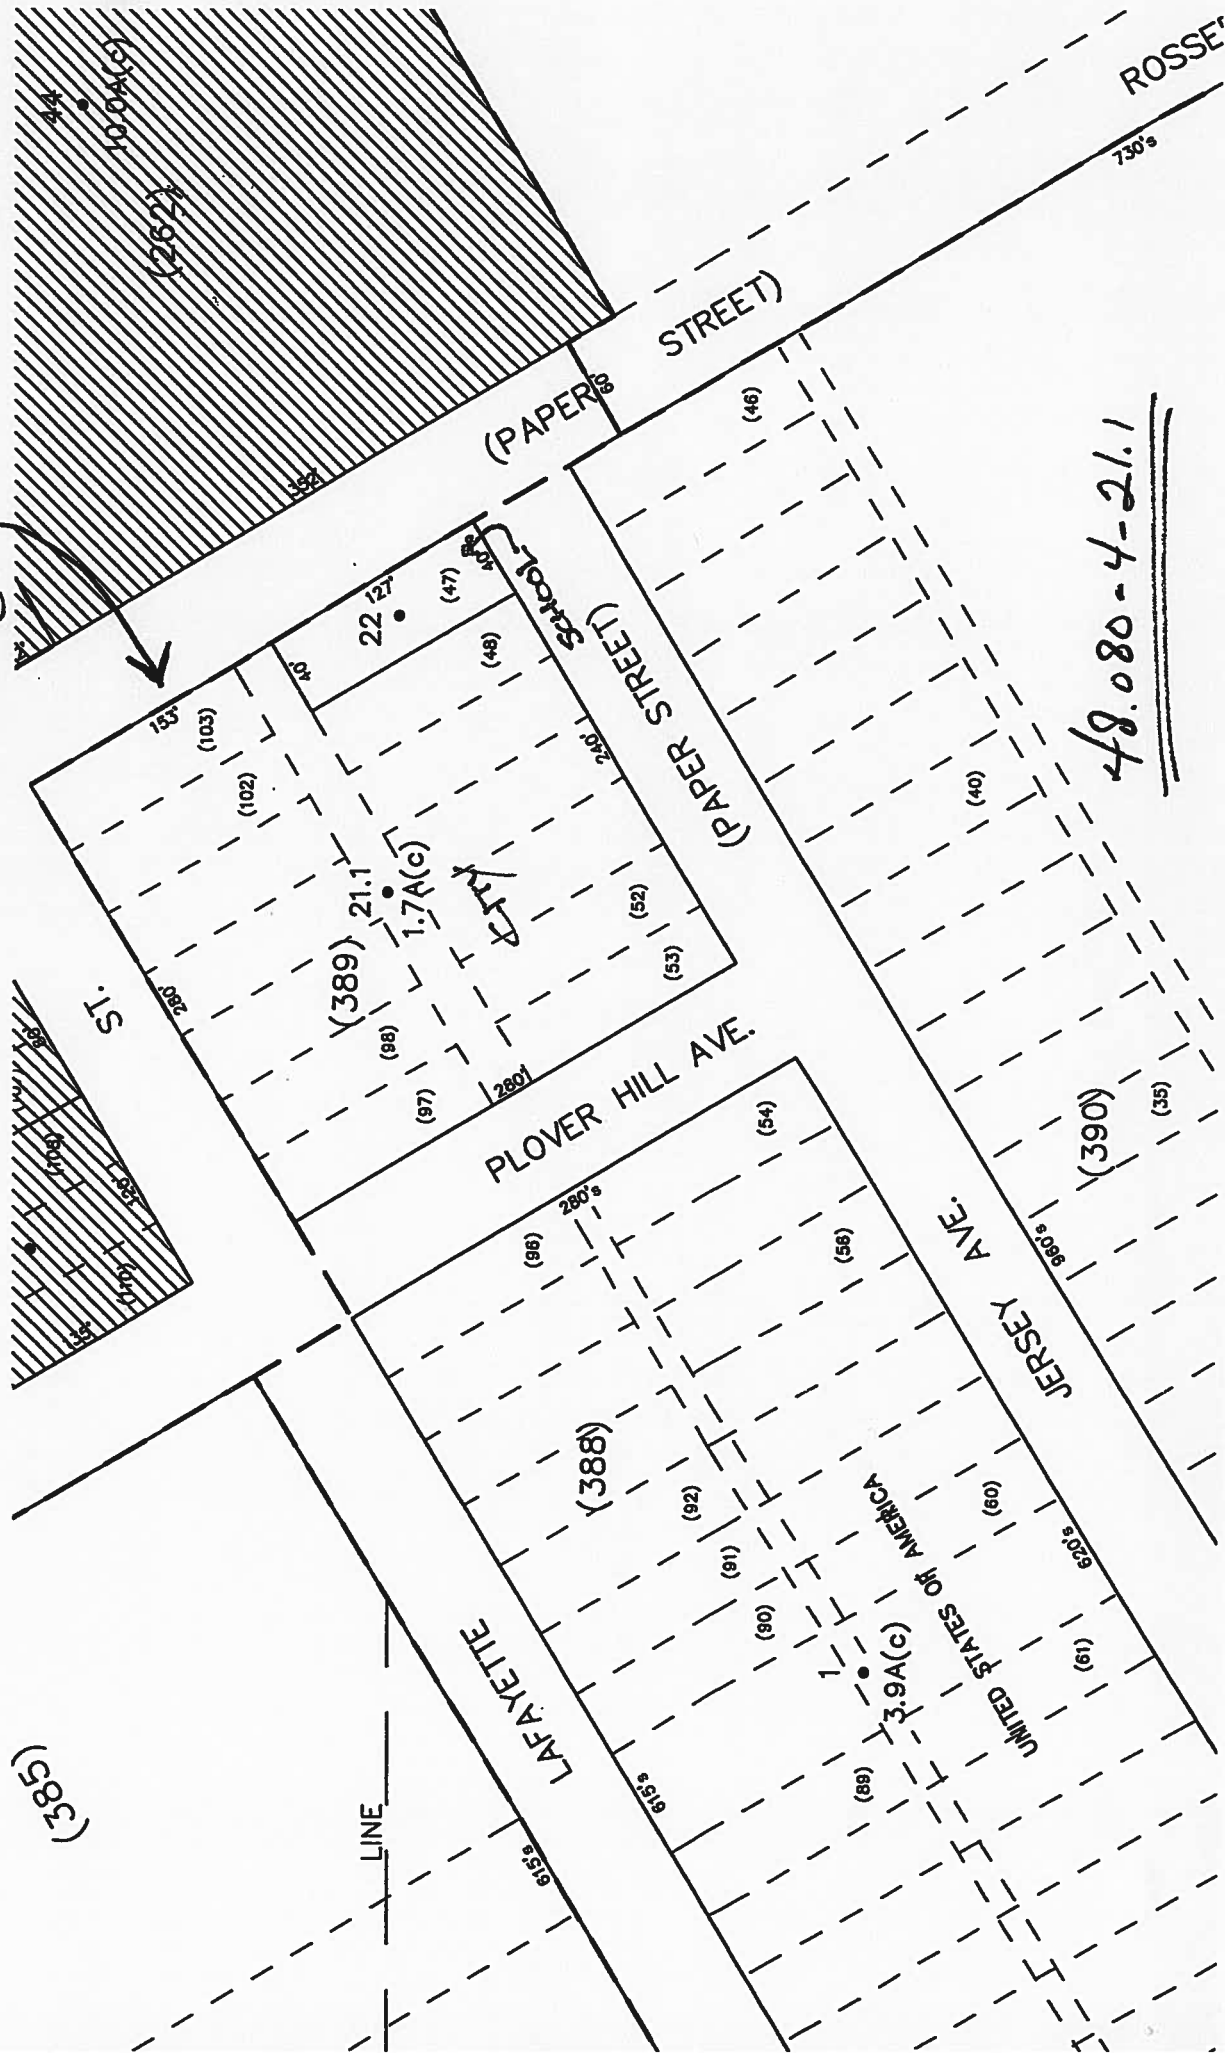 44
10.0A(c)
(262)
ROSSE
730's
352'
(PAPER STREET)
60'
(46)
153'
(103)
(102)
40'
22
127'
(47)
40'
(48)
SCHOOL
(PAPER STREET)
240'
ST.
280'
(389)
21.1
1.7A(c)
CITY
(52)
(53)
(98)
(97)
280'
(40)
48.080-4-21.1
(108)
120'
(110)
135'
PLOVER HILL AVE.
280's
(54)
(96)
(56)
(390)
(35)
JERSEY AVE.
960's
(388)
(92)
(91)
(90)
(60)
620's
1
3.9A(c)
UNITED STATES OF AMERICA
(61)
(89)
LAFAYETTE
615's
615's
LINE
(385)